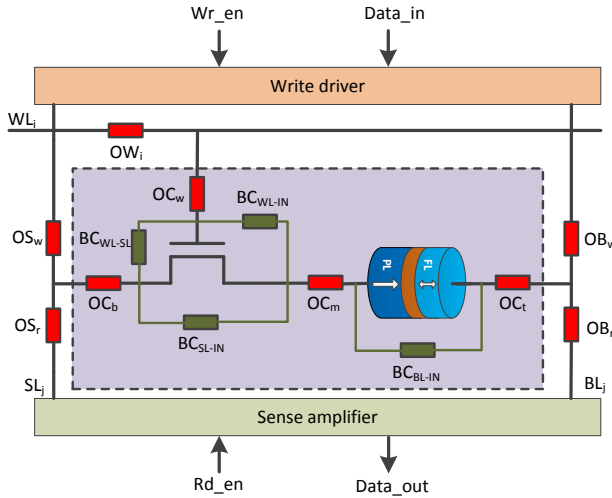 Wr_en Data_in
Write driver
WLi
OWi
OCw
BCWL-IN
BCWL-SL
OSw
PL FL
OBw
OCb
OCm
OCt
OSr
BCSL-IN
OBr
BCBL-IN
SLj
BLj
Sense amplifier
Rd_en Data_out